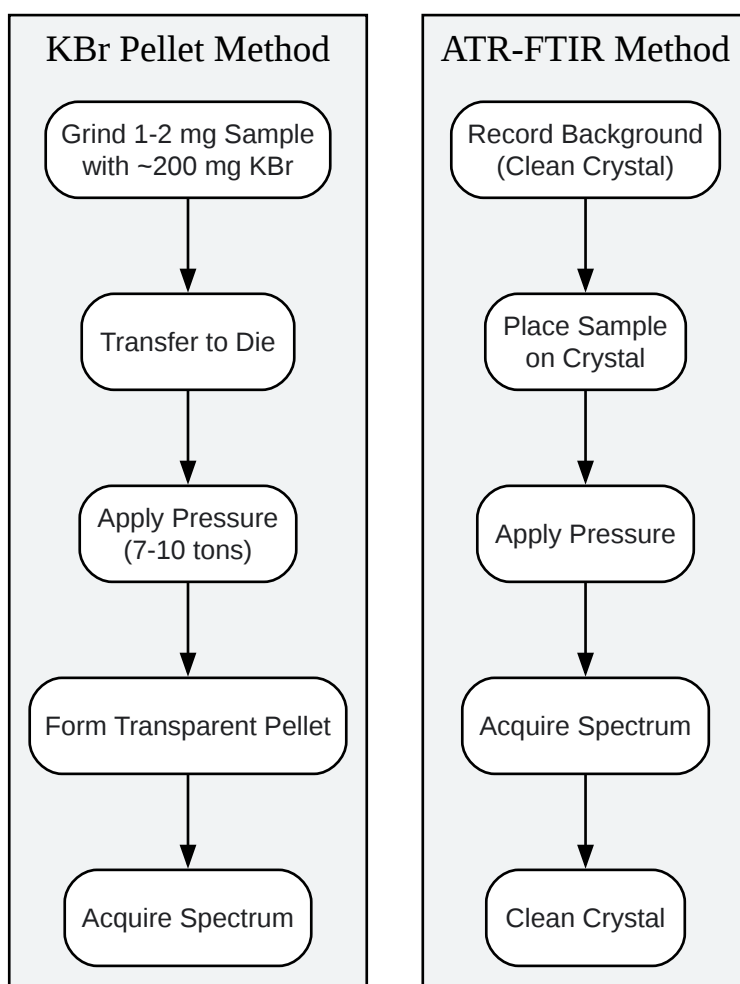 KBr Pellet Method
Grind 1-2 mg Sample
with ~200 mg KBr
Transfer to Die
Apply Pressure
(7-10 tons)
Form Transparent Pellet
Acquire Spectrum
ATR-FTIR Method
Record Background
(Clean Crystal)
Place Sample
on Crystal
Apply Pressure
Acquire Spectrum
Clean Crystal